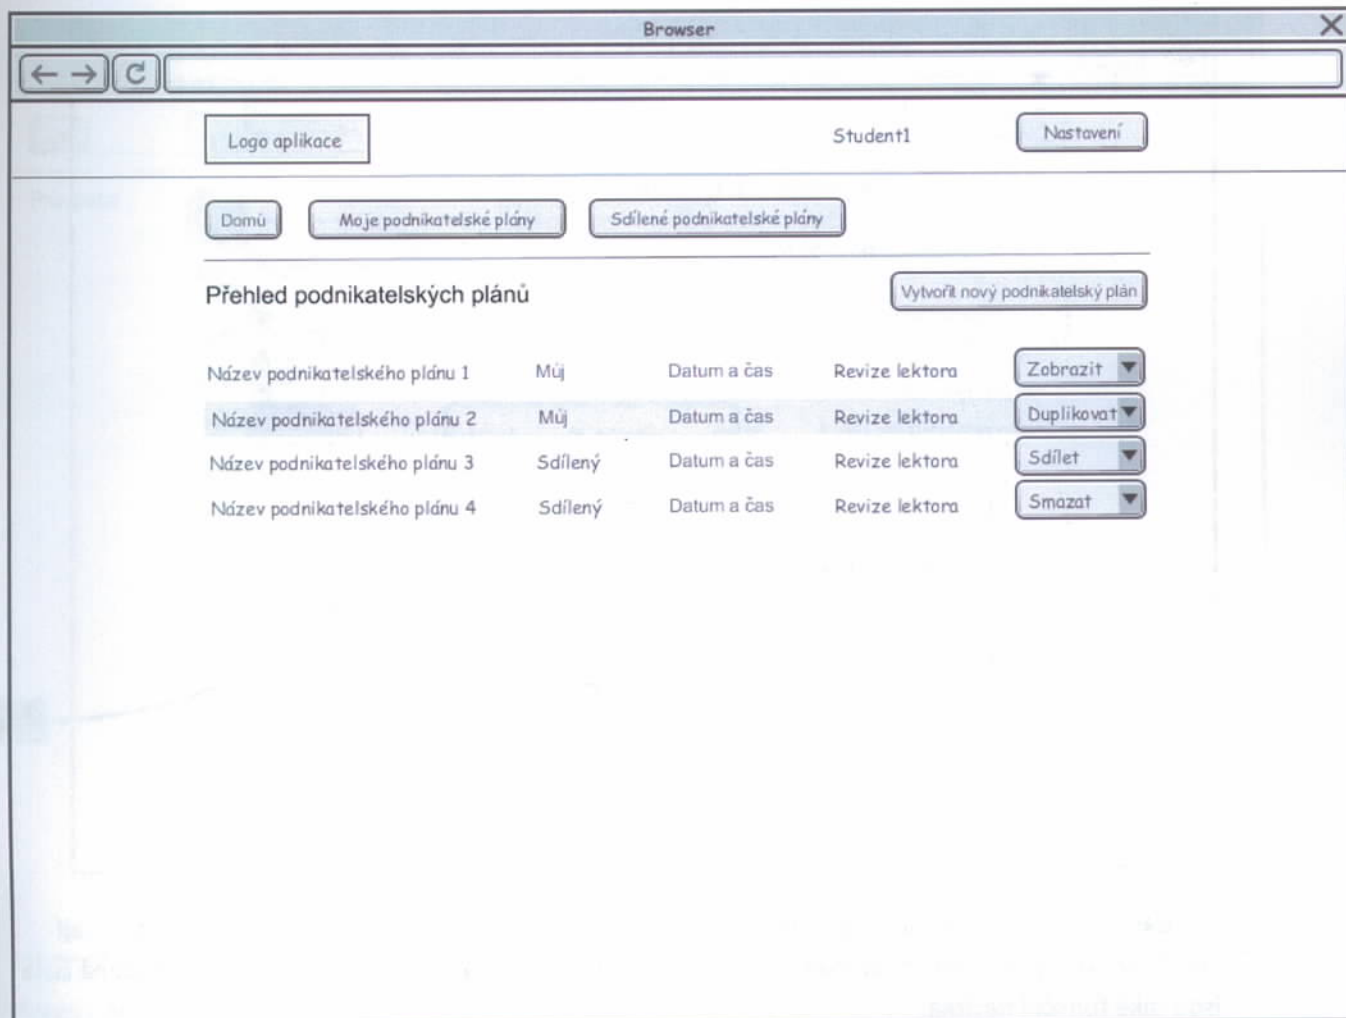 Browser
Logo aplikace Student1 Nastavení
Domů Moje podnikatelské plány Sdílené podnikatelské plány
Přehled podnikatelských plánů Vytvořit nový podnikatelský plán
Název podnikatelského plánu 1 Můj Datum a čas Revize lektora Zobrazit
Název podnikatelského plánu 2 Můj Datum a čas Revize lektora Duplikovat
Název podnikatelského plánu 3 Sdílený Datum a čas Revize lektora Sdílet
Název podnikatelského plánu 4 Sdílený Datum a čas Revize lektora Smazat